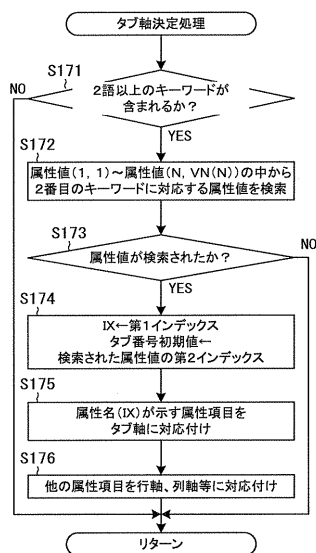 タブ軸決定処理
S171
NO
2語以上のキーワードが
含まれるか?
YES
S172
属性値(1, 1)~属性値(N, VN(N))の中から
2番目のキーワードに対応する属性値を検索
S173
NO
属性値が検索されたか?
YES
S174
IX←第1インデックス
タブ番号初期値←
検索された属性値の第2インデックス
S175
属性名(IX)が示す属性項目を
タブ軸に対応付け
S176
他の属性項目を行軸、列軸等に対応付け
リターン